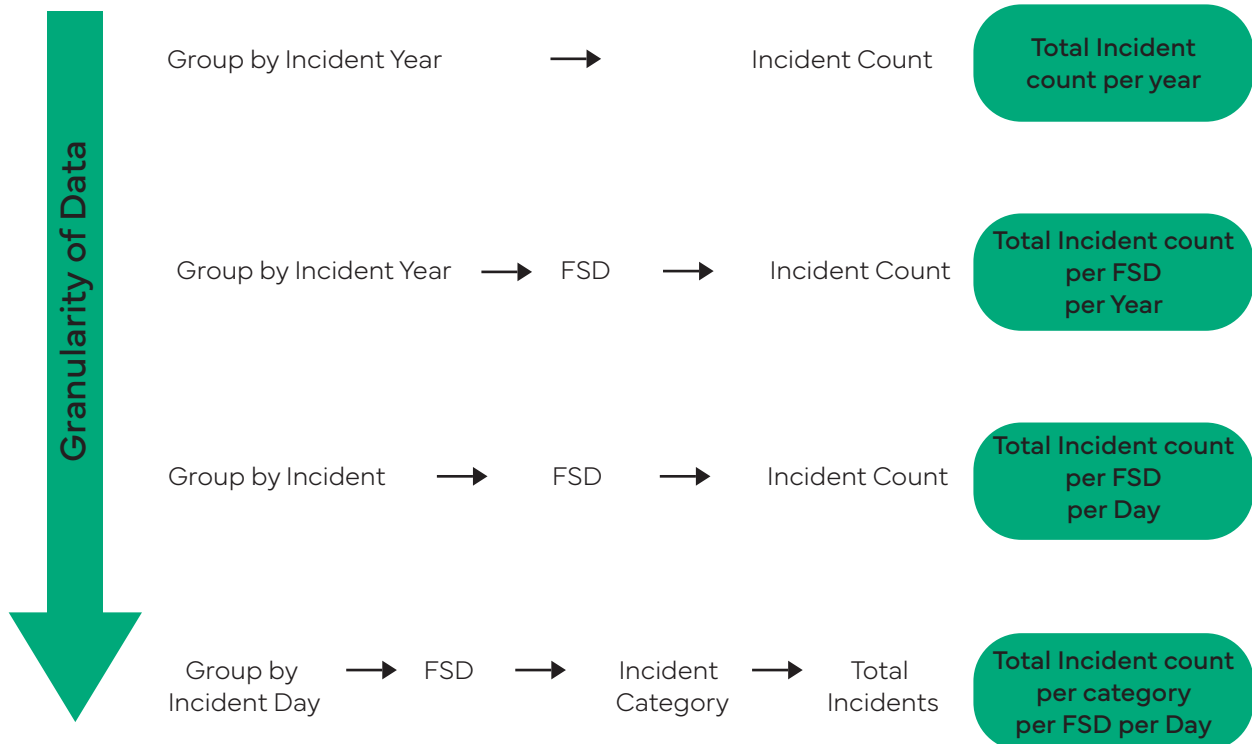 Granularity of Data
Group by Incident Year
Incident Count
Total Incident
count per year
Group by Incident Year
FSD
Incident Count
Total Incident count
per FSD
per Year
Group by Incident
FSD
Incident Count
Total Incident count
per FSD
per Day
Group by
Incident Day
FSD
Incident
Category
Total
Incidents
Total Incident count
per category
per FSD per Day